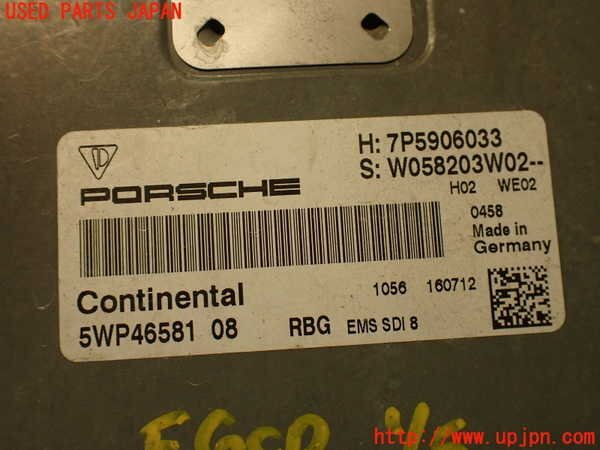 USED PARTS JAPAN
H: 7P5906033
S: W058203W02--
H02 WE02
PORSCHE
0458
Made in
Germany
Continental
1056 160712
5WP46581 08 RBG EMS SDI 8
http://www.upjpn.com/